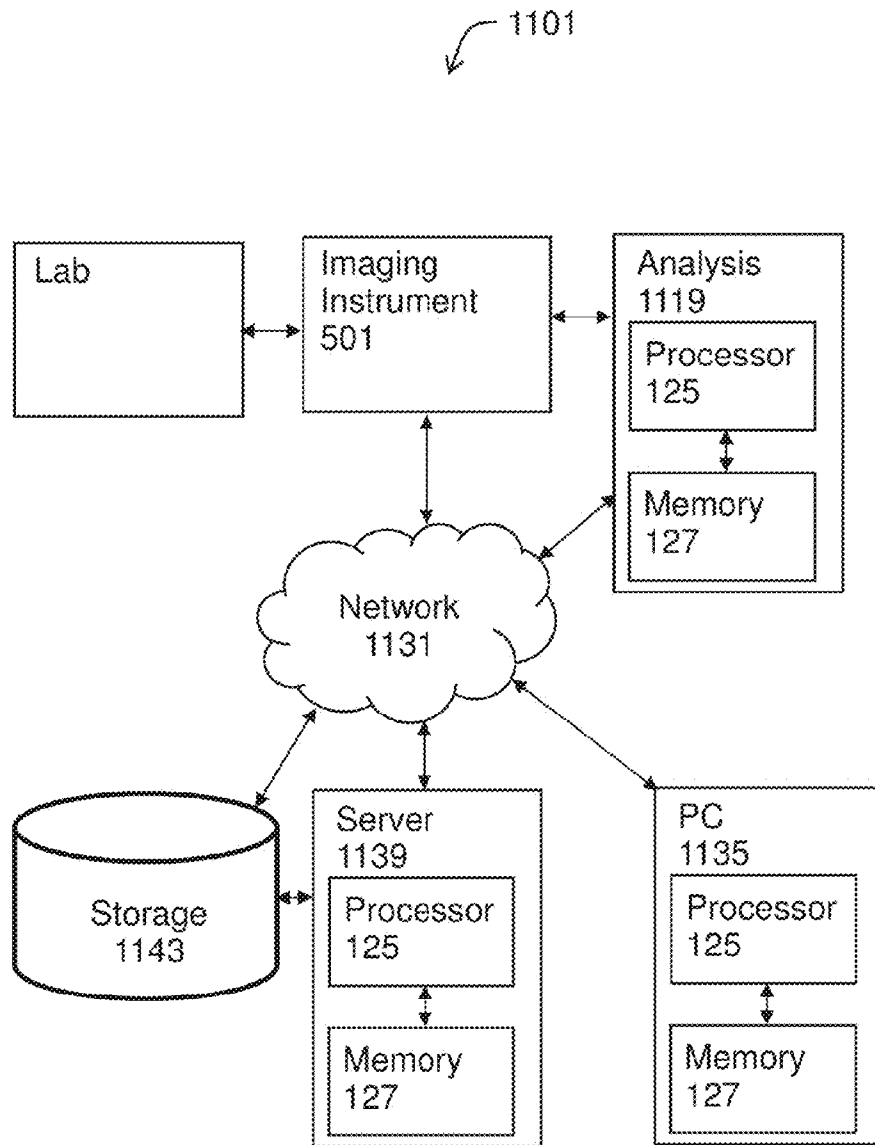 1101
Lab
Imaging
Instrument
501
Analysis
1119
Processor
125
Memory
127
Network
1131
Storage
1143
Server
1139
Processor
125
Memory
127
PC
1135
Processor
125
Memory
127